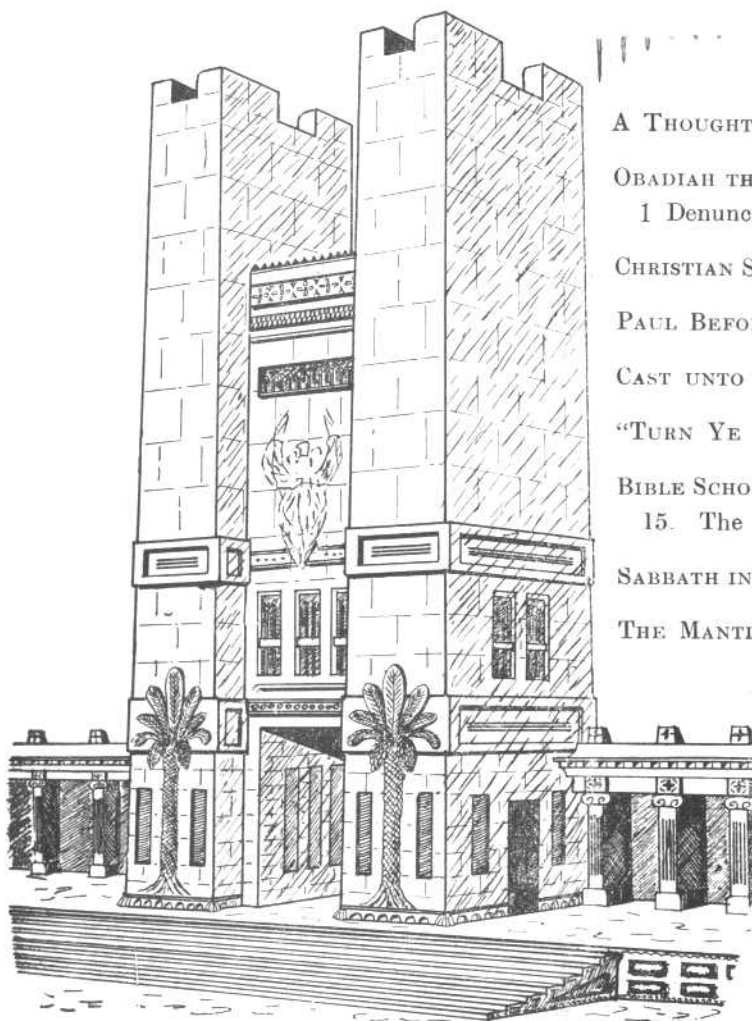 A THOUGHT
OBADIAH TH
1 Denunc
CHRISTIAN S
PAUL BEFO
CAST UNTO
"TURN YE
BIBLE SCHO
15. The
SABBATH IN
THE MANTL